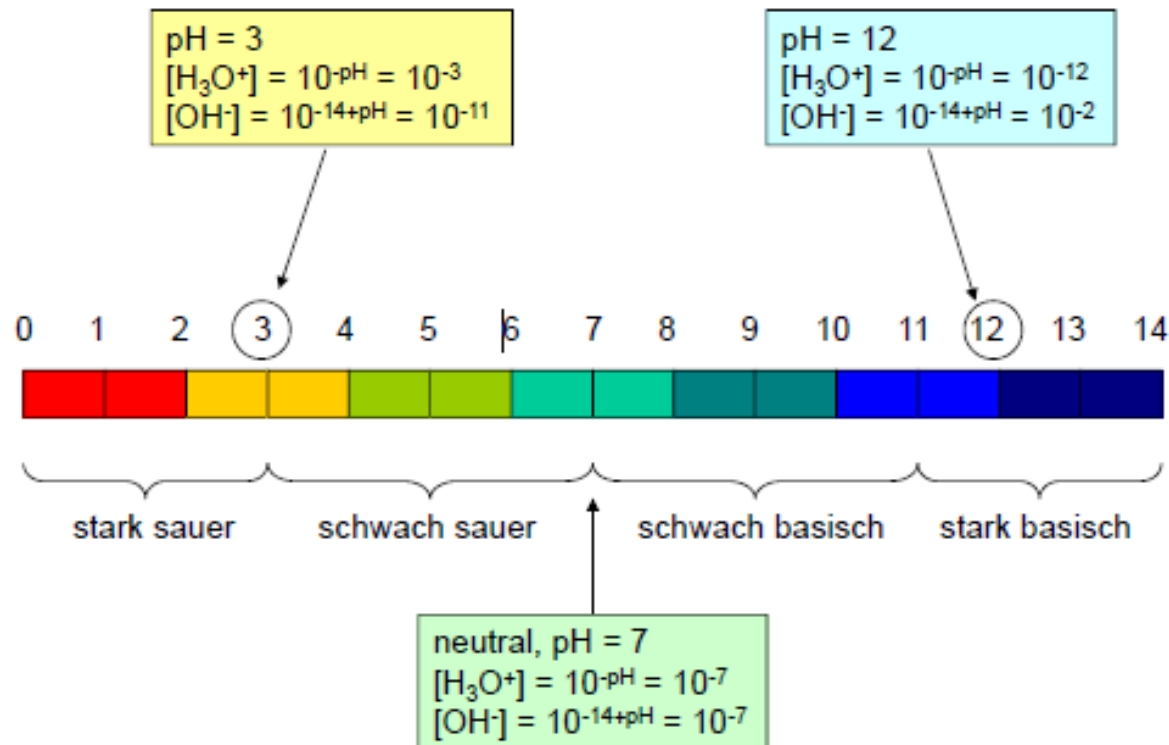 pH = 3
[H₃O⁺] = 10⁻ᵖᴴ = 10⁻³
[OH⁻] = 10⁻¹⁴⁺ᵖᴴ = 10⁻¹¹
pH = 12
[H₃O⁺] = 10⁻ᵖᴴ = 10⁻¹²
[OH⁻] = 10⁻¹⁴⁺ᵖᴴ = 10⁻²
0 1 2 3 4 5 6 7 8 9 10 11 12 13 14
stark sauer schwach sauer schwach basisch stark basisch
neutral, pH = 7
[H₃O⁺] = 10⁻ᵖᴴ = 10⁻⁷
[OH⁻] = 10⁻¹⁴⁺ᵖᴴ = 10⁻⁷